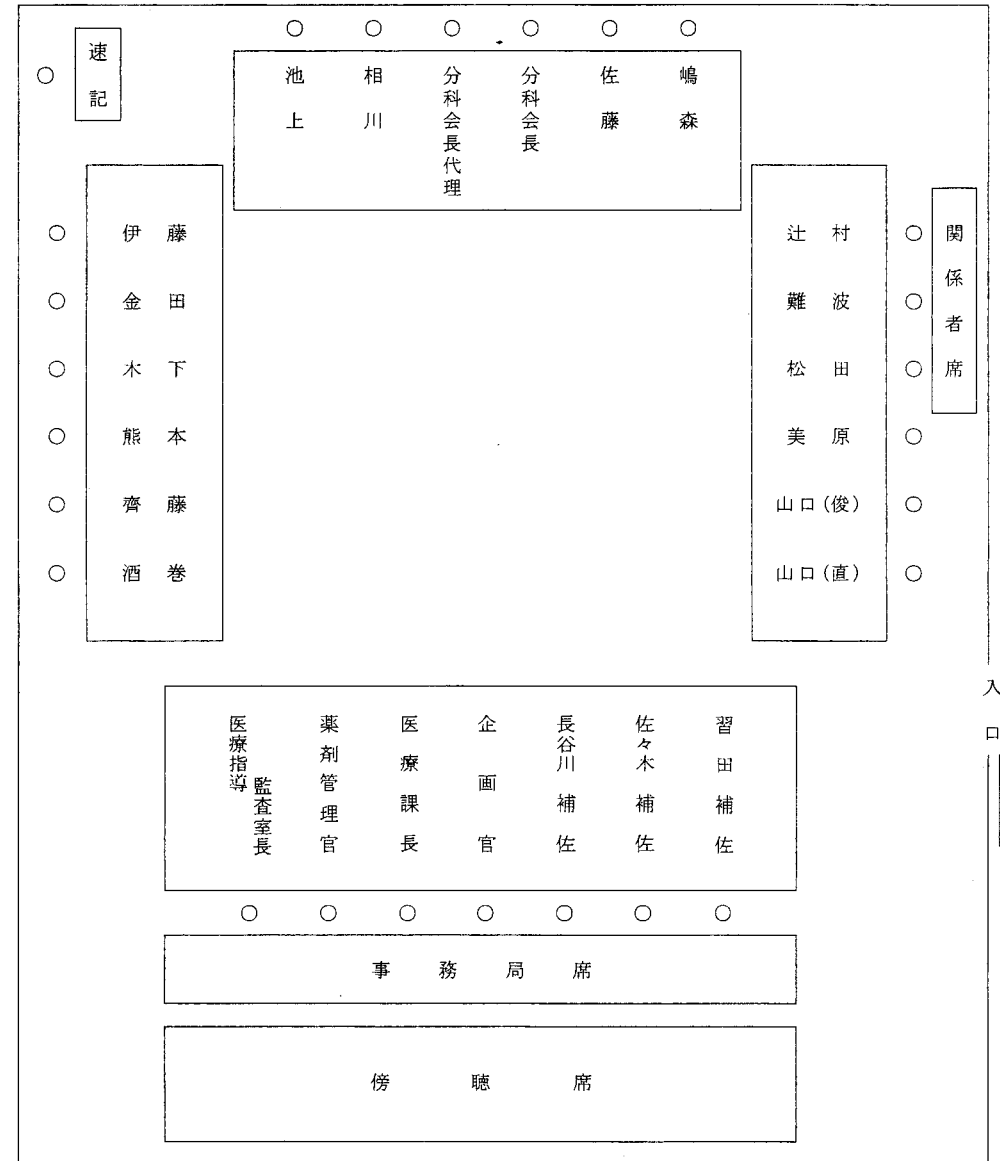 速記
池上
相川
分科会長代理
分科会長
佐藤
嶋森
伊藤
金田
木下
熊本
齊藤
酒巻
辻村
難波
松田
美原
山口(俊)
山口(直)
関係者席
入口
医療指導
監査室長
薬剤管理官
医療課長
企画官
長谷川補佐
佐々木補佐
習田補佐
事務局席
傍聴席